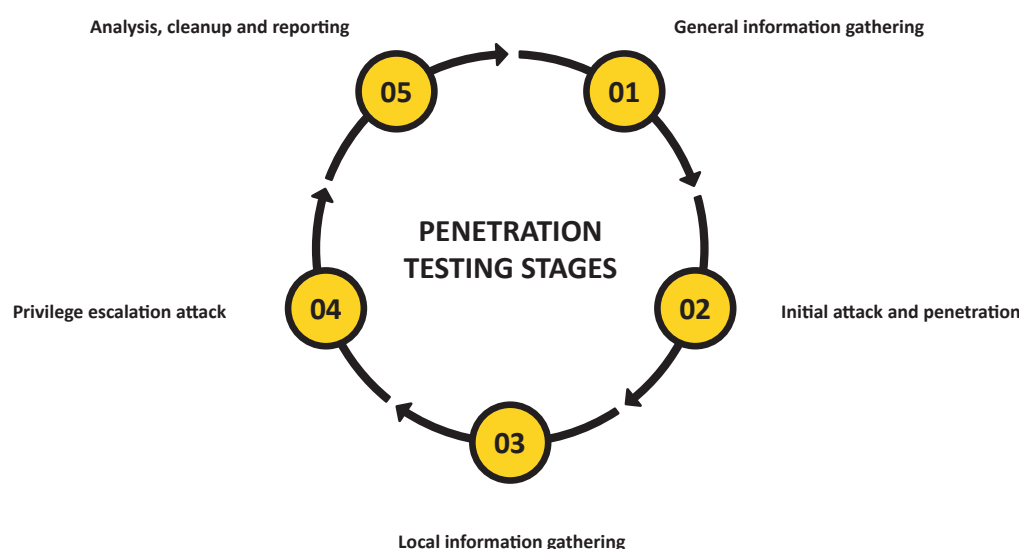 Analysis, cleanup and reporting
General information gathering
05
01
PENETRATION
TESTING STAGES
Privilege escalation attack
04
02
Initial attack and penetration
03
Local information gathering